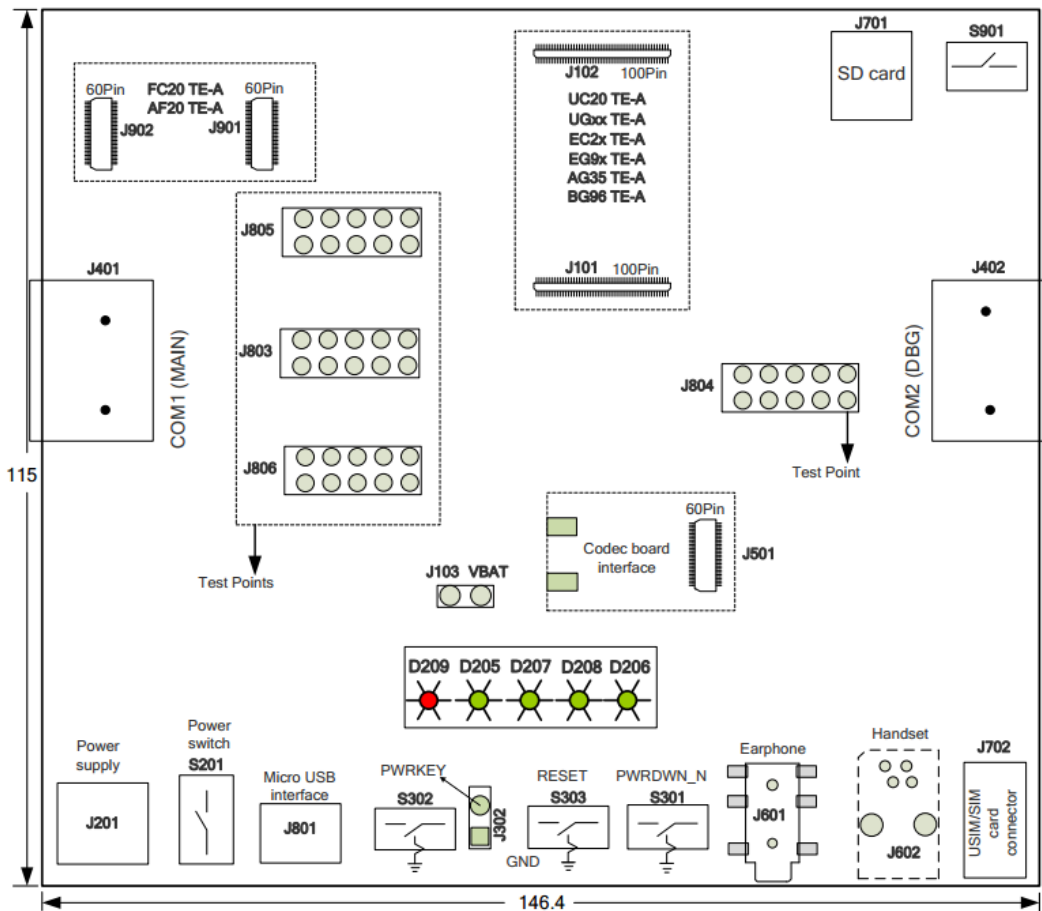 J701
S901
SD card
J102
100Pin
UC20 TE-A
UGxx TE-A
EC2x TE-A
EG9x TE-A
AG35 TE-A
BG96 TE-A
J101
100Pin
60Pin
FC20 TE-A
60Pin
AF20 TE-A
J902
J901
J805
J401
J402
J803
COM1 (MAIN)
J804
COM2 (DBG)
J806
Test Point
115
60Pin
Codec board
interface
J501
Test Points
J103
VBAT
D209
D205
D207
D208
D206
Power
supply
J201
Power
switch
S201
Micro USB
interface
J801
PWRKEY
S302
J302
GND
RESET
S303
PWRDWN_N
S301
Earphone
J601
Handset
J602
J702
USIM/SIM
card
connector
146.4